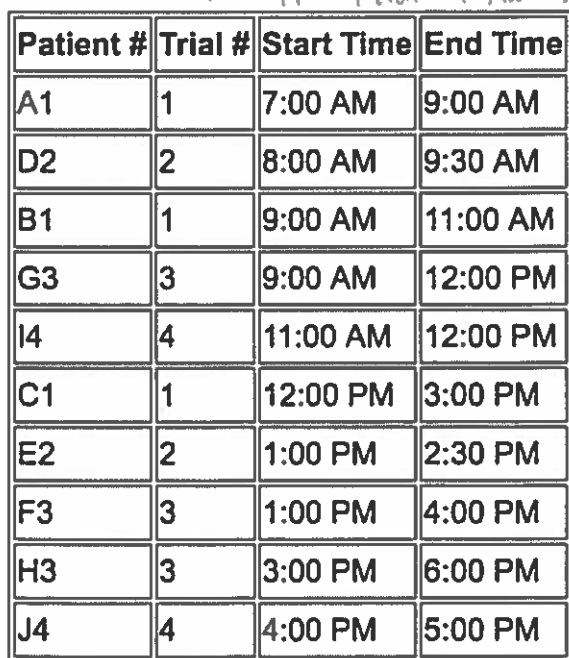 Patient # Trial # Start Time End Time
A1 1 7:00 AM 9:00 AM
D2 2 8:00 AM 9:30 AM
B1 1 9:00 AM 11:00 AM
G3 3 9:00 AM 12:00 PM
I4 4 11:00 AM 12:00 PM
C1 1 12:00 PM 3:00 PM
E2 2 1:00 PM 2:30 PM
F3 3 1:00 PM 4:00 PM
H3 3 3:00 PM 6:00 PM
J4 4 4:00 PM 5:00 PM